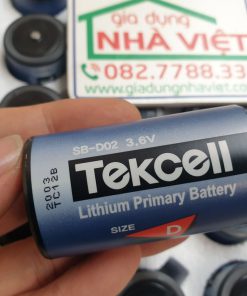 gia dụng
NHÀ VIỆT
082.7788.33
www.giadungnhaviet.com
SB-D02 3.6V
Tekcell
Lithium Primary Battery
SIZE D
2003
TC12B